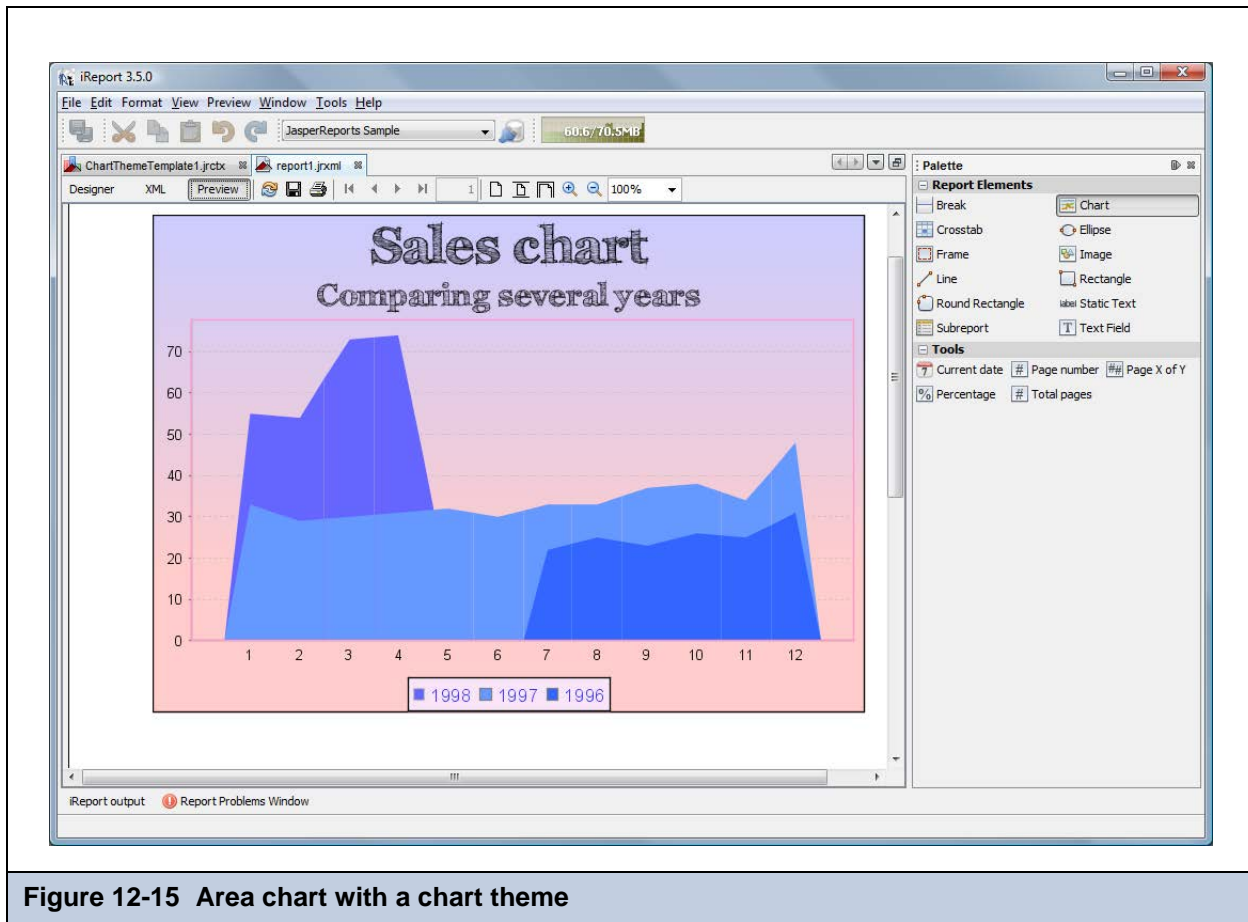 iReport 3.5.0
File Edit Format View Preview Window Tools Help
JasperReports Sample
60.6/70.5MB
ChartThemeTemplate1.jrctx report1.jrxml
Designer XML Preview 1 100%
Sales chart
Comparing several years
70
60
50
40
30
20
10
0
1 2 3 4 5 6 7 8 9 10 11 12
1998 1997 1996
Palette
Report Elements
Break Chart
Crosstab Ellipse
Frame Image
Line Rectangle
Round Rectangle label Static Text
Subreport T Text Field
Tools
7 Current date # Page number ## Page X of Y
% Percentage # Total pages
iReport output Report Problems Window
Figure 12-15 Area chart with a chart theme